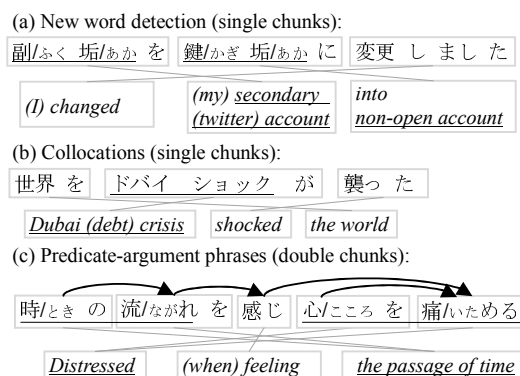 (a) New word detection (single chunks):
副/ふく 垢/あか を 鍵/かぎ 垢/あか に 変更 し まし た
(I) changed (my) secondary (twitter) account into non-open account
(b) Collocations (single chunks):
世界 を ドバイ ショック が 襲っ た
Dubai (debt) crisis shocked the world
(c) Predicate-argument phrases (double chunks):
時/とき の 流/ながれ を 感じ 心/こころ を 痛/いためる
Distressed (when) feeling the passage of time